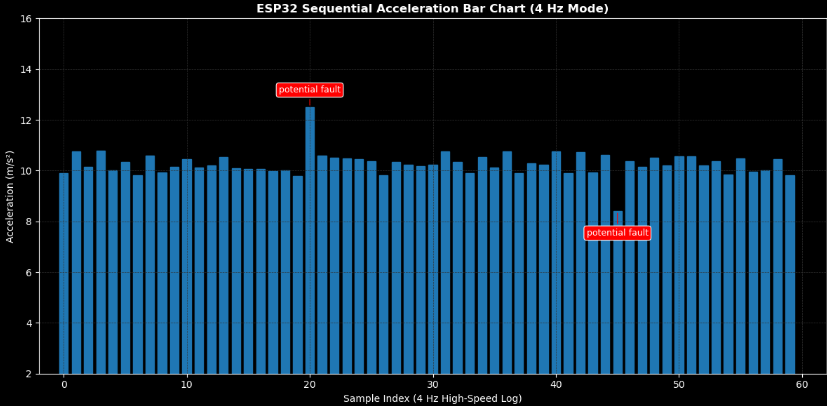 ESP32 Sequential Acceleration Bar Chart (4 Hz Mode)
16
14
12
10
8
6
4
2
Acceleration (m/s²)
potential fault
potential fault
0 10 20 30 40 50 60
Sample Index (4 Hz High-Speed Log)